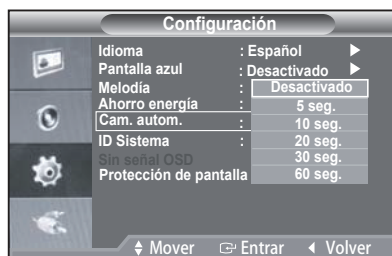 Configuración
Idioma : Español
Pantalla azul : Desactivado
Melodía : Desactivado
Ahorro energía : 5 seg.
Cam. autom. : 10 seg.
ID Sistema : 20 seg.
Sin señal OSD 30 seg.
Protección de pantalla 60 seg.
Mover Entrar Volver